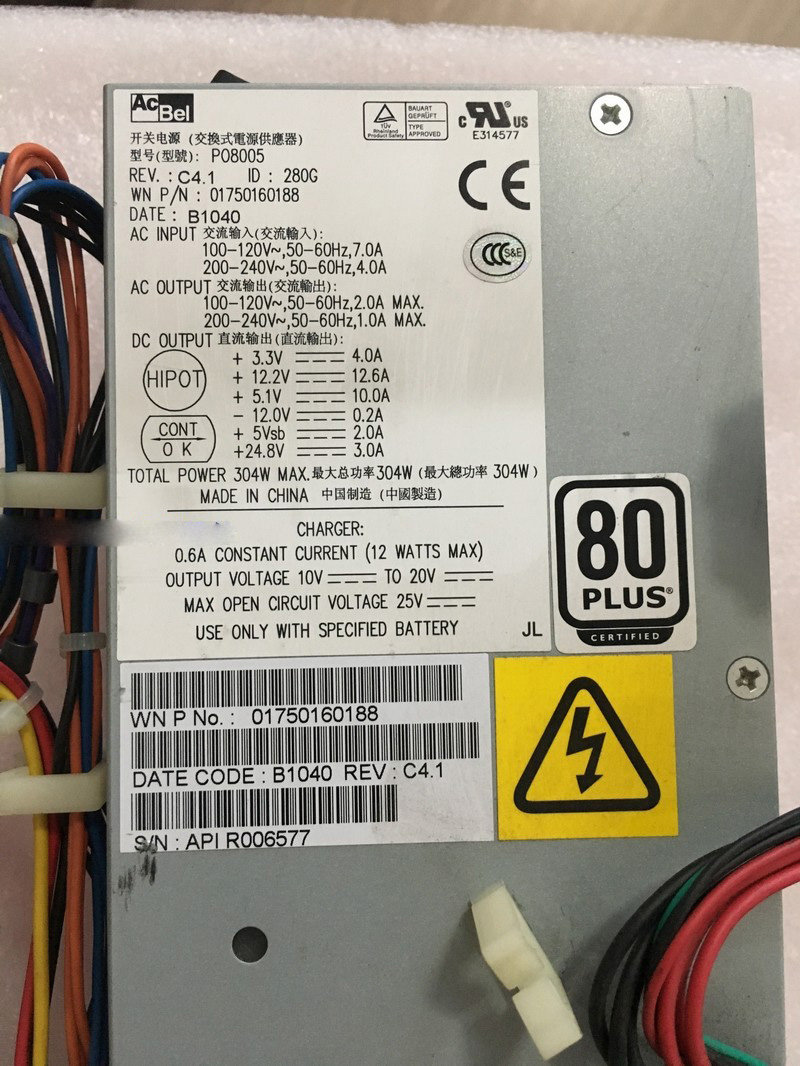 AcBel
TÜV Rheinland Product Safety
BAUART GEPRÜFT
TYPE APPROVED
c RU US
E314577
开关电源 (交換式電源供應器)
型号(型號): PO8005
REV. : C4.1 ID : 280G
WN P/N : 01750160188
DATE : B1040
CE
CCC S&E
AC INPUT 交流输入(交流輸入):
100-120V~,50-60Hz,7.0A
200-240V~,50-60Hz,4.0A
AC OUTPUT 交流输出(交流輸出):
100-120V~,50-60Hz,2.0A MAX.
200-240V~,50-60Hz,1.0A MAX.
DC OUTPUT 直流输出(直流輸出):
HIPOT
+ 3.3V 4.0A
+ 12.2V 12.6A
+ 5.1V 10.0A
- 12.0V 0.2A
+ 5Vsb 2.0A
+24.8V 3.0A
CONT
O K
TOTAL POWER 304W MAX.最大总功率304W (最大總功率 304W)
MADE IN CHINA 中国制造 (中國製造)
CHARGER:
0.6A CONSTANT CURRENT (12 WATTS MAX)
OUTPUT VOLTAGE 10V TO 20V
MAX OPEN CIRCUIT VOLTAGE 25V
USE ONLY WITH SPECIFIED BATTERY JL
80
PLUS®
CERTIFIED
WN P No. : 01750160188
DATE CODE : B1040 REV : C4.1
S/N : API R006577